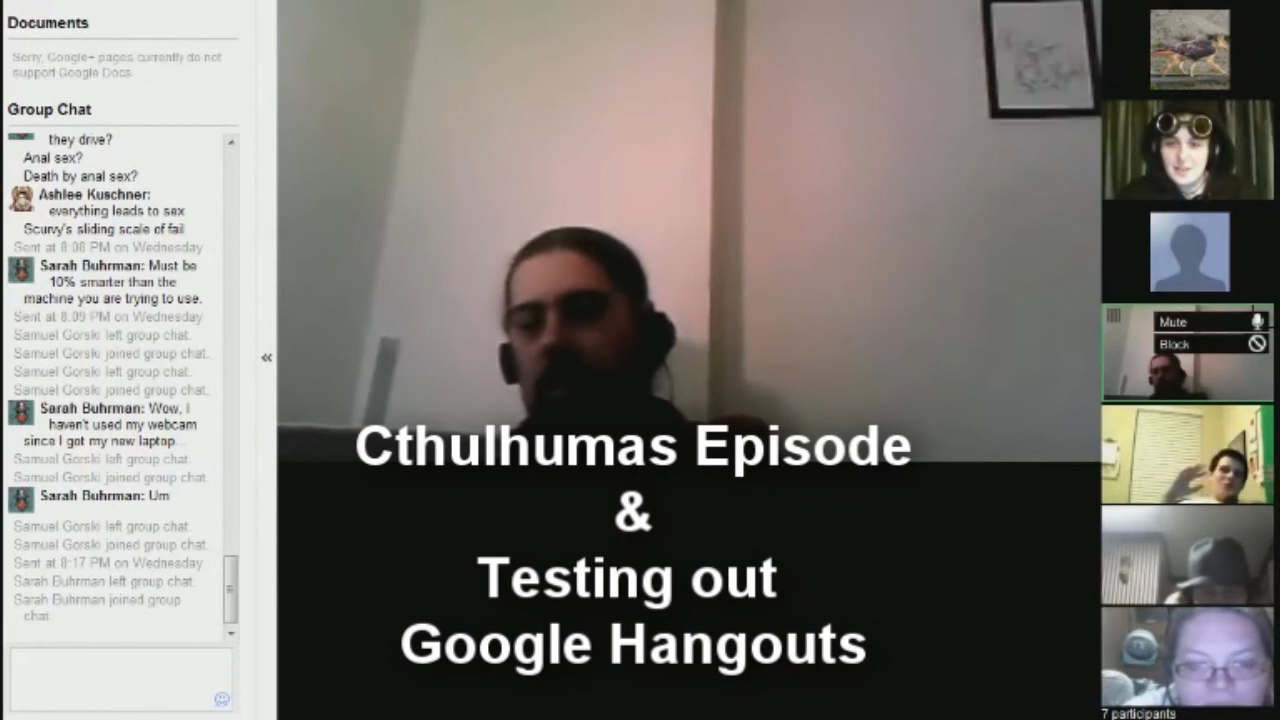 Documents
Sorry, Google+ pages currently do not
support Google Docs.
Group Chat
they drive?
Anal sex?
Death by anal sex?
Ashlee Kuschner:
everything leads to sex
Scurvy's sliding scale of fail
Sent at 8:08 PM on Wednesday
Sarah Buhrman: Must be
10% smarter than the
machine you are trying to use.
Sent at 8:09 PM on Wednesday
Samuel Gorski left group chat.
Samuel Gorski joined group chat.
Samuel Gorski left group chat.
Samuel Gorski joined group chat.
Sarah Buhrman: Wow, I
haven't used my webcam
since I got my new laptop...
Samuel Gorski left group chat.
Samuel Gorski joined group chat.
Sarah Buhrman: Um
Samuel Gorski left group chat.
Samuel Gorski joined group chat.
Sent at 8:17 PM on Wednesday
Sarah Buhrman left group chat.
Sarah Buhrman joined group
chat.
Cthulhumas Episode
&
Testing out
Google Hangouts
Mute
Block
7 participants